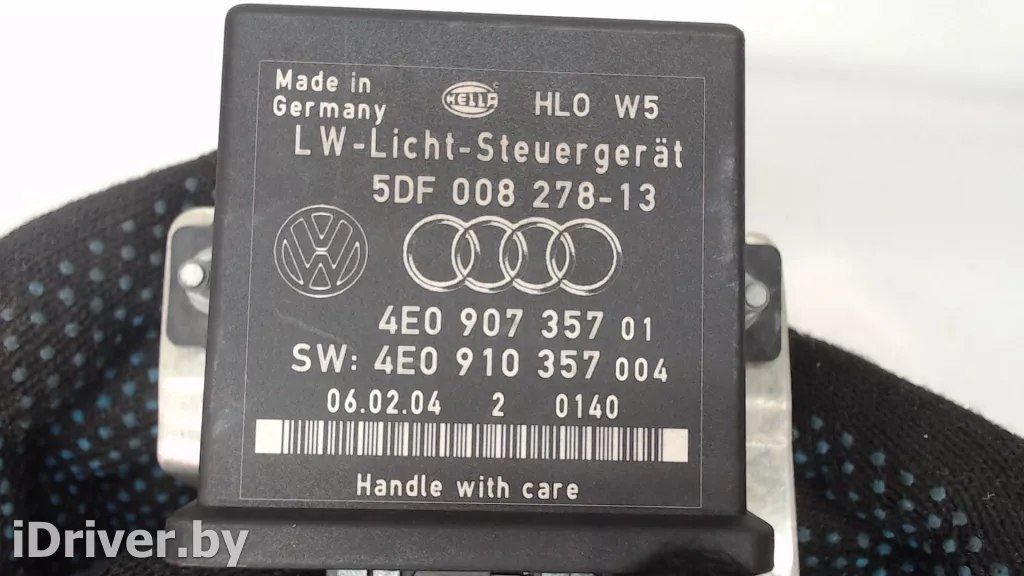 Made in
Germany
HELLA
HLO W5
LW-Licht-Steuergerät
5DF 008 278-13
4E0 907 357 01
SW: 4E0 910 357 004
06.02.04 2 0140
Handle with care
iDriver.by